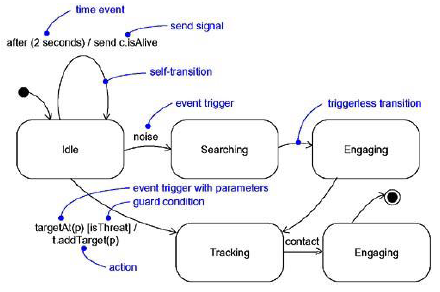 time event
send signal
after (2 seconds) / send c.isAlive
self-transition
event trigger
triggerless transition
noise
Idle
Searching
Engaging
event trigger with parameters
guard condition
targetAt(p) [isThreat] /
t.addTarget(p)
action
Tracking
contact
Engaging